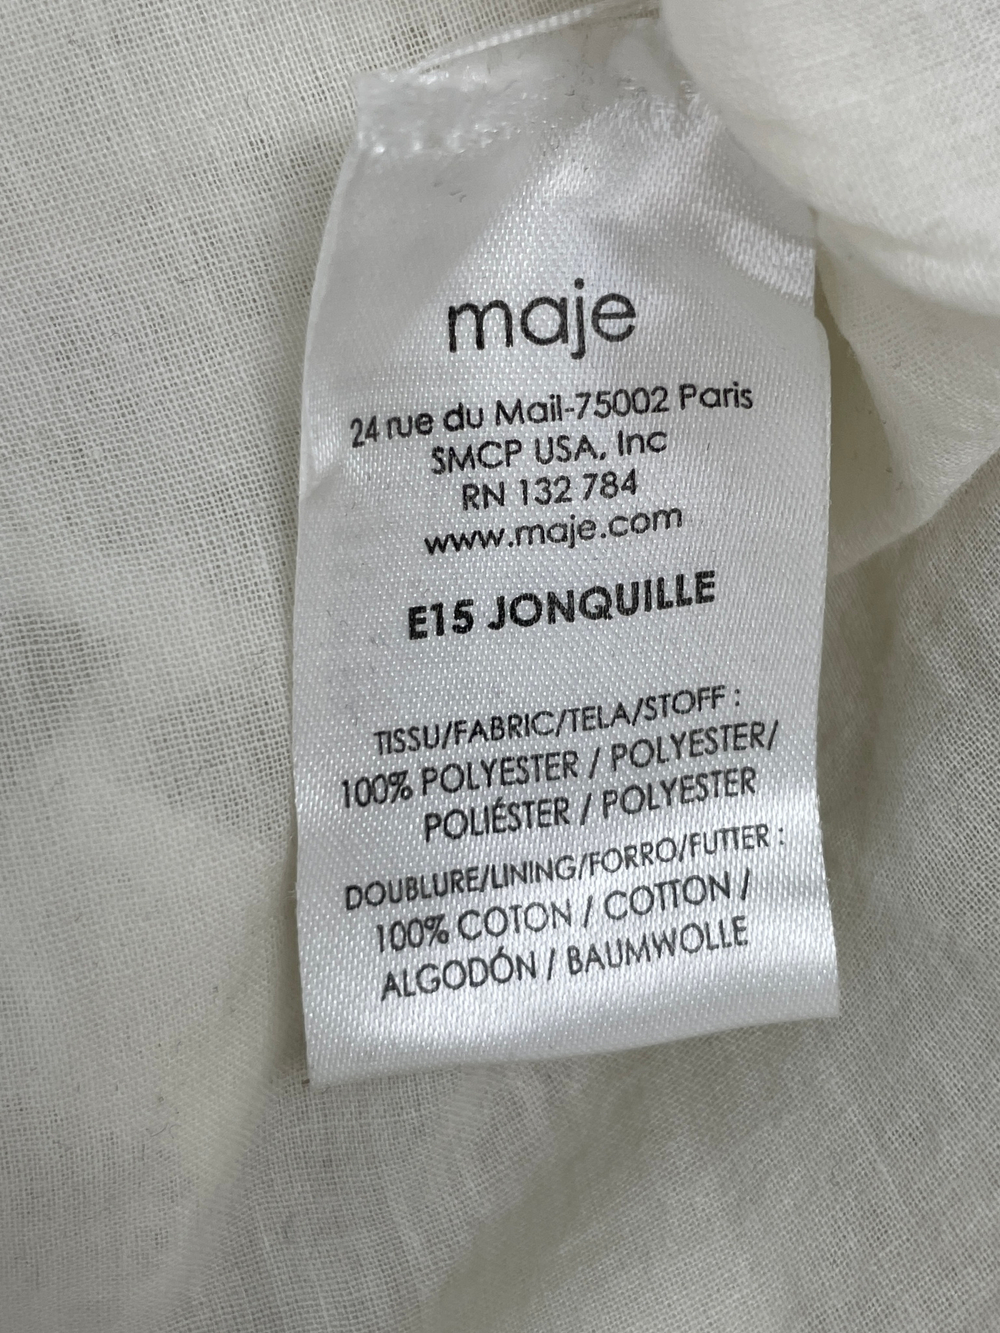 maje
24 rue du Mail-75002 Paris
SMCP USA, Inc
RN 132 784
www.maje.com
E15 JONQUILLE
TISSU/FABRIC/TELA/STOFF :
100% POLYESTER / POLYESTER/
POLIÉSTER / POLYESTER
DOUBLURE/LINING/FORRO/FUTTER :
100% COTON / COTTON /
ALGODÓN / BAUMWOLLE